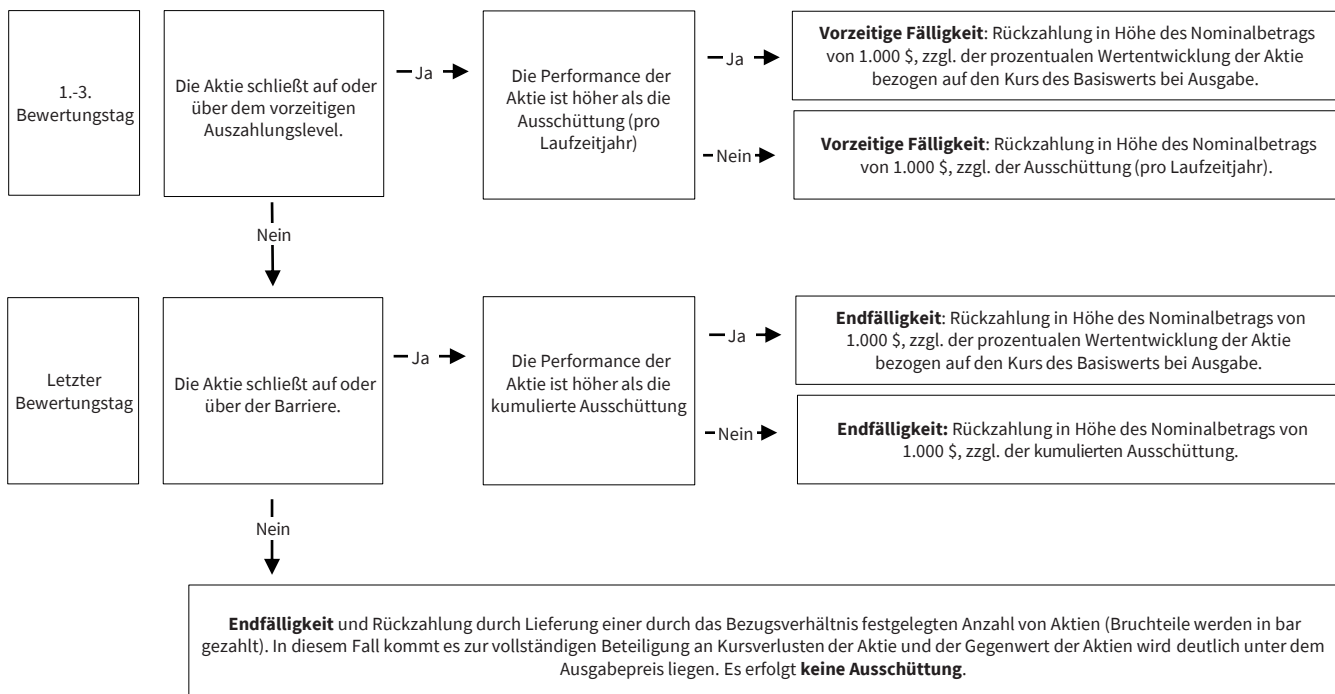 1.-3.
Bewertungstag
Die Aktie schließt auf oder
über dem vorzeitigen
Auszahlungslevel.
Ja
Die Performance der
Aktie ist höher als die
Ausschüttung (pro
Laufzeitjahr)
Ja
Vorzeitige Fälligkeit: Rückzahlung in Höhe des Nominalbetrags
von 1.000 $, zzgl. der prozentualen Wertentwicklung der Aktie
bezogen auf den Kurs des Basiswerts bei Ausgabe.
Nein
Vorzeitige Fälligkeit: Rückzahlung in Höhe des Nominalbetrags
von 1.000 $, zzgl. der Ausschüttung (pro Laufzeitjahr).
Nein
Letzter
Bewertungstag
Die Aktie schließt auf oder
über der Barriere.
Ja
Die Performance der
Aktie ist höher als die
kumulierte Ausschüttung
Ja
Endfälligkeit: Rückzahlung in Höhe des Nominalbetrags von
1.000 $, zzgl. der prozentualen Wertentwicklung der Aktie
bezogen auf den Kurs des Basiswerts bei Ausgabe.
Nein
Endfälligkeit: Rückzahlung in Höhe des Nominalbetrags von
1.000 $, zzgl. der kumulierten Ausschüttung.
Nein
Endfälligkeit und Rückzahlung durch Lieferung einer durch das Bezugsverhältnis festgelegten Anzahl von Aktien (Bruchteile werden in bar
gezahlt). In diesem Fall kommt es zur vollständigen Beteiligung an Kursverlusten der Aktie und der Gegenwert der Aktien wird deutlich unter dem
Ausgabepreis liegen. Es erfolgt keine Ausschüttung.